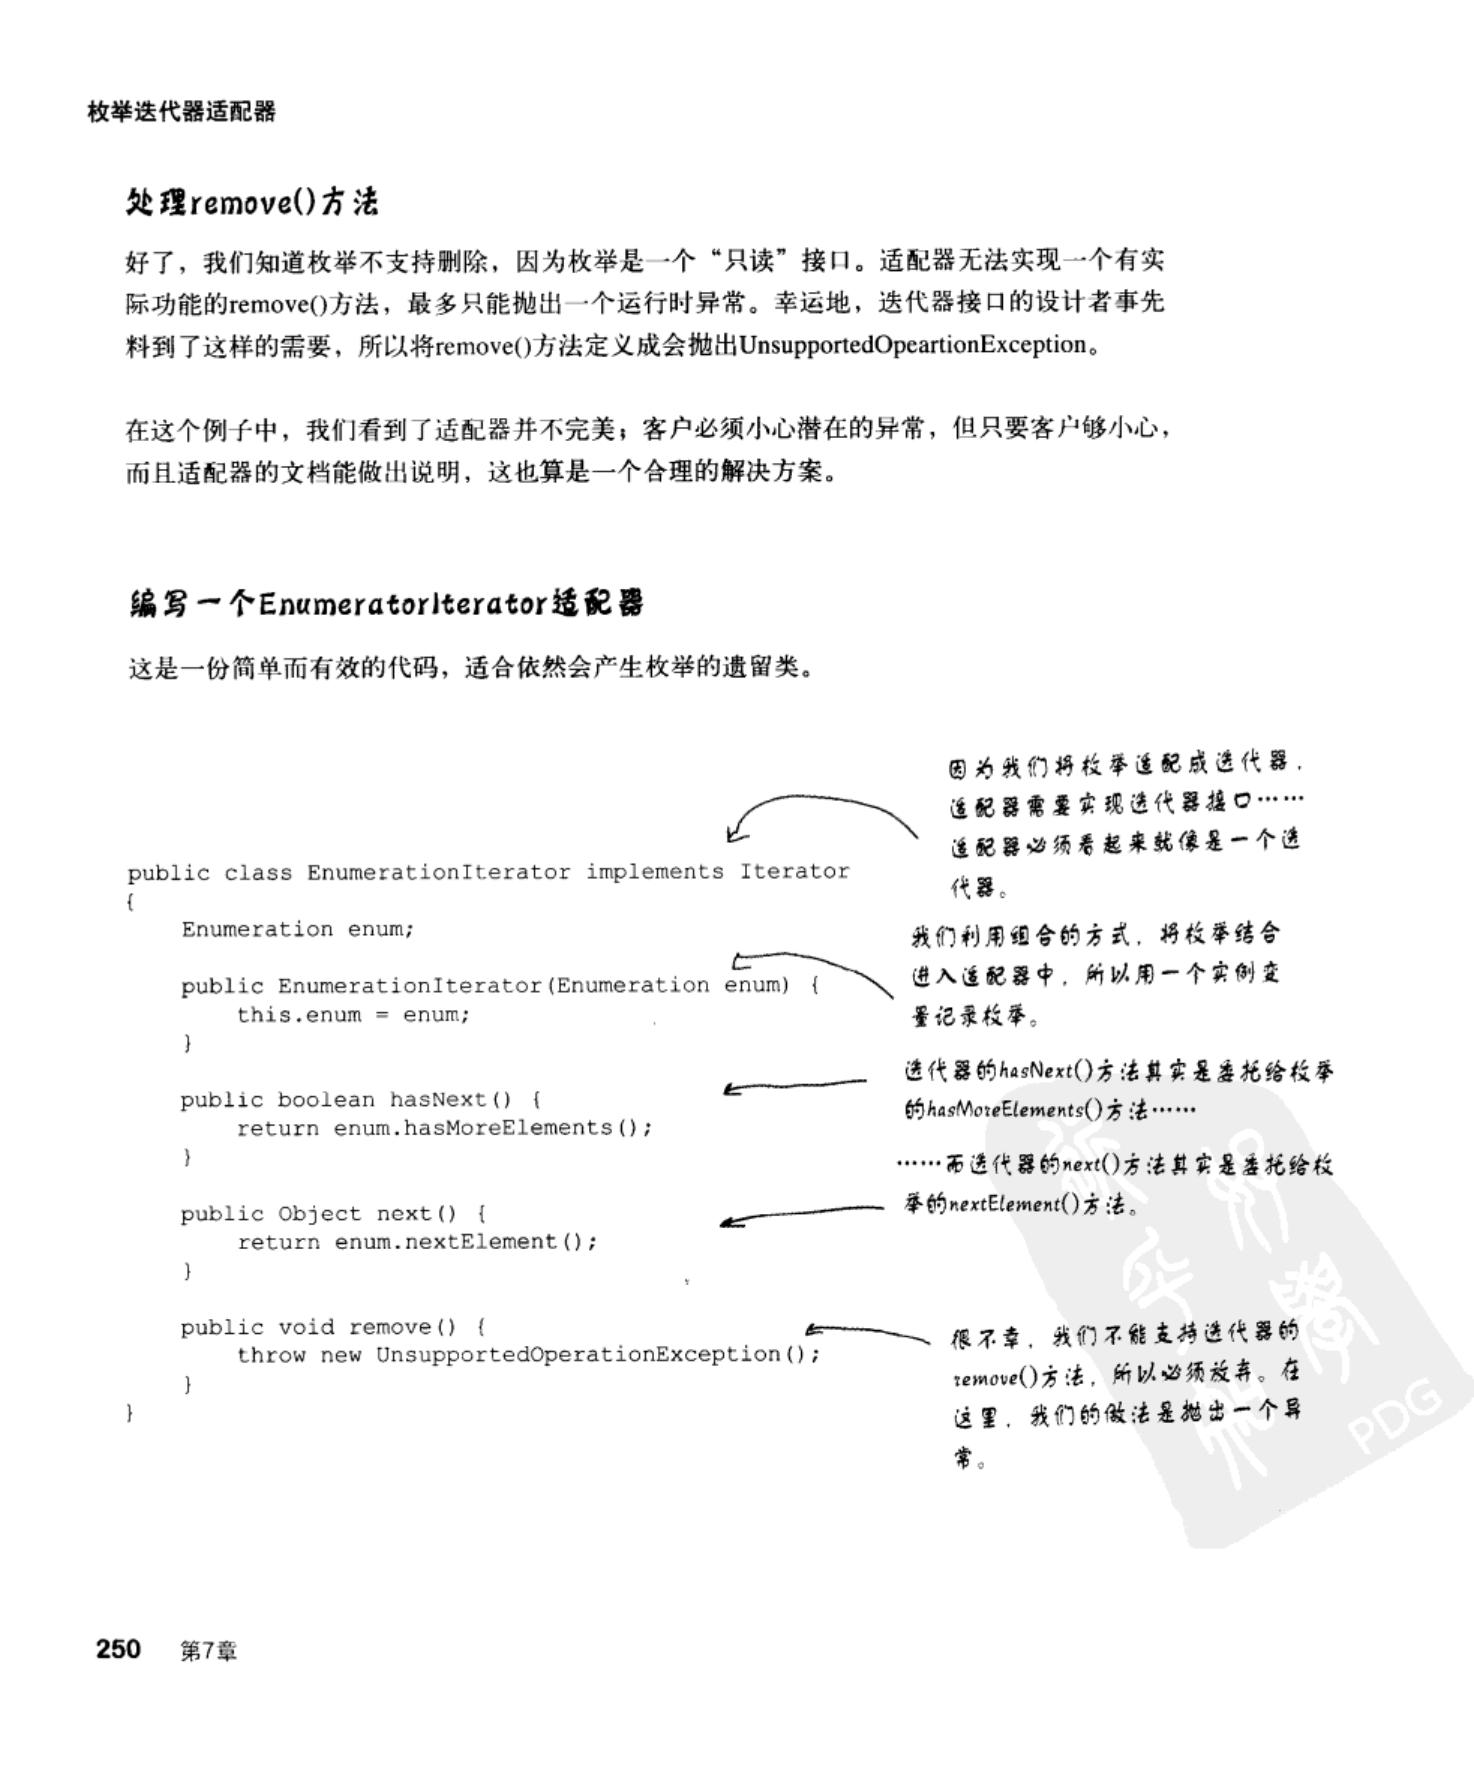 枚举迭代器适配器
处理remove()方法
好了，我们知道枚举不支持删除，因为枚举是一个“只读”接口。适配器无法实现一个有实
际功能的remove()方法，最多只能抛出一个运行时异常。幸运地，迭代器接口的设计者事先
料到了这样的需要，所以将remove()方法定义成会抛出UnsupportedOpeartionException。
在这个例子中，我们看到了适配器并不完美；客户必须小心潜在的异常，但只要客户够小心，
而且适配器的文档能做出说明，这也算是一个合理的解决方案。
编写一个EnumeratorIterator适配器
这是一份简单而有效的代码，适合依然会产生枚举的遗留类。
因为我们将枚举适配成迭代器，
适配器需要实现迭代器接口……
适配器必须看起来就像是一个迭
代器。
public class EnumerationIterator implements Iterator
{
Enumeration enum;
我们利用组合的方式，将枚举结合
进入适配器中，所以用一个实例变
量记录枚举。
public EnumerationIterator(Enumeration enum) {
this.enum = enum;
}
迭代器的hasNext()方法其实是委托给枚举
的hasMoreElements()方法……
public boolean hasNext() {
return enum.hasMoreElements();
}
……而迭代器的next()方法其实是委托给枚
举的nextElement()方法。
public Object next() {
return enum.nextElement();
}
public void remove() {
throw new UnsupportedOperationException();
}
}
很不幸，我们不能支持迭代器的
remove()方法，所以必须放弃。在
这里，我们的做法是抛出一个异
常。
PDG
250 第7章